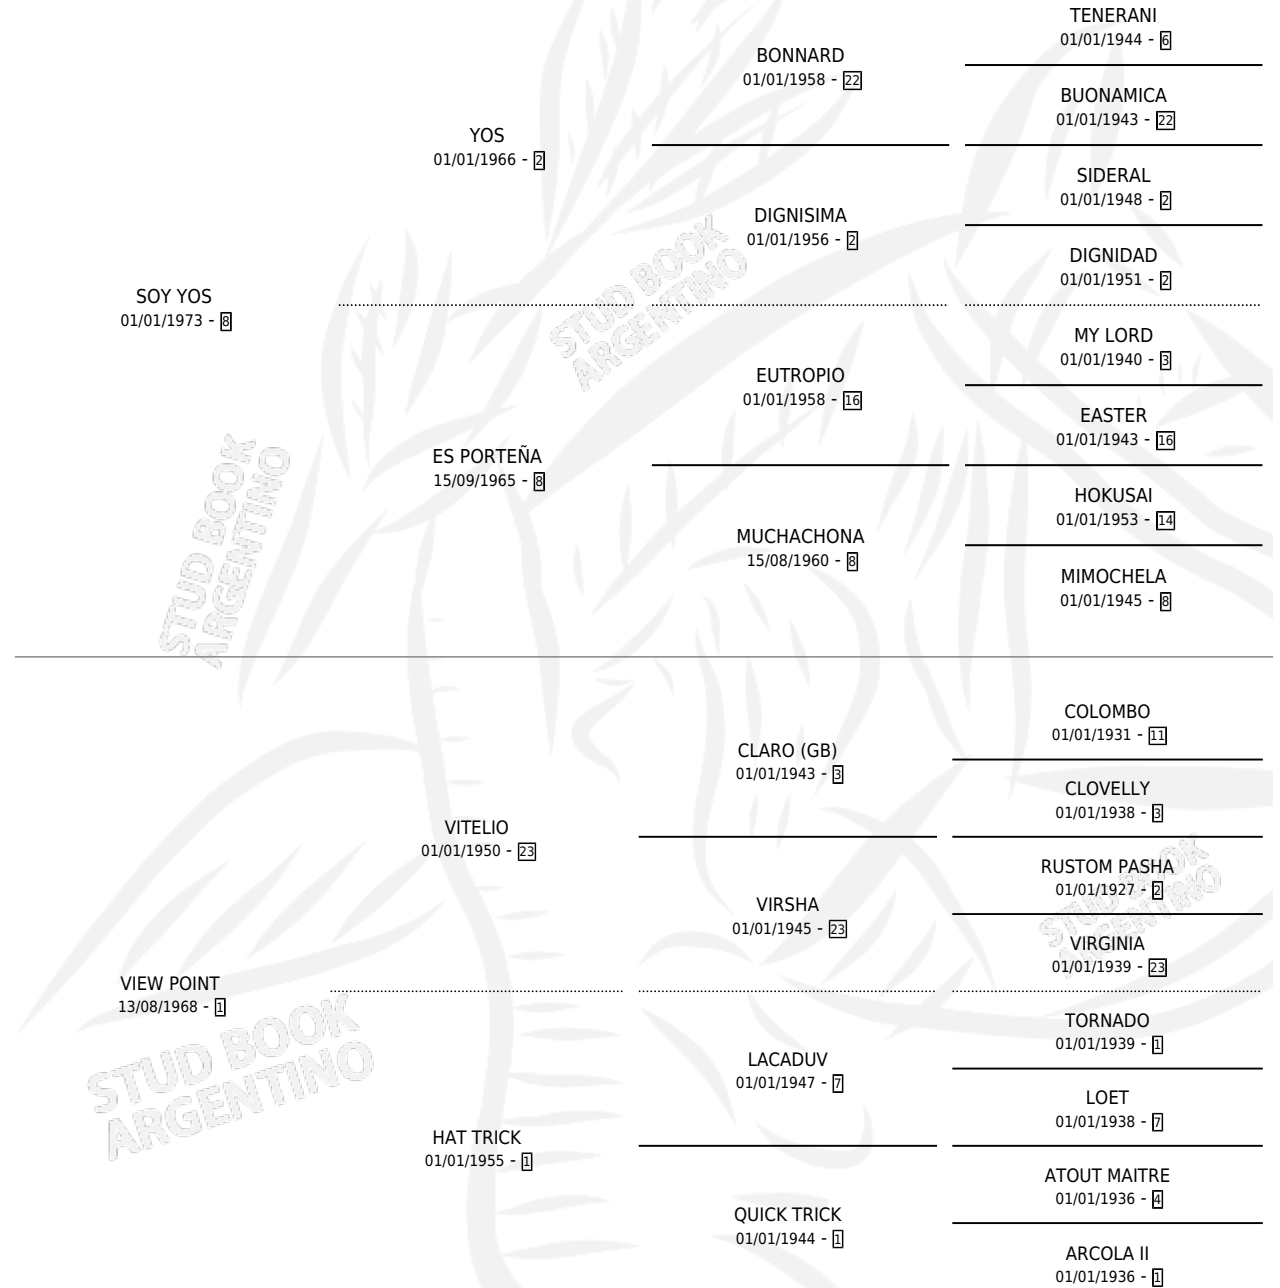 TENERANI
01/01/1944 - 6
BONNARD
01/01/1958 - 22
BUONAMICA
01/01/1943 - 22
YOS
01/01/1966 - 2
SIDERAL
01/01/1948 - 2
DIGNISIMA
01/01/1956 - 2
DIGNIDAD
01/01/1951 - 2
SOY YOS
01/01/1973 - 8
MY LORD
01/01/1940 - 3
EUTROPIO
01/01/1958 - 16
EASTER
01/01/1943 - 16
ES PORTEÑA
15/09/1965 - 8
HOKUSAI
01/01/1953 - 14
MUCHACHONA
15/08/1960 - 8
MIMOCHELA
01/01/1945 - 8
COLOMBO
01/01/1931 - 11
CLARO (GB)
01/01/1943 - 3
CLOVELLY
01/01/1938 - 3
VITELIO
01/01/1950 - 23
RUSTOM PASHA
01/01/1927 - 2
VIRSHA
01/01/1945 - 23
VIRGINIA
01/01/1939 - 23
VIEW POINT
13/08/1968 - 1
TORNADO
01/01/1939 - 1
LACADUV
01/01/1947 - 7
LOET
01/01/1938 - 7
HAT TRICK
01/01/1955 - 1
ATOUT MAITRE
01/01/1936 - 4
QUICK TRICK
01/01/1944 - 1
ARCOLA II
01/01/1936 - 1
STUD BOOK
ARGENTINO
STUD BOOK
ARGENTINO
STUD BOOK
ARGENTINO
STUD BOOK
ARGENTINO